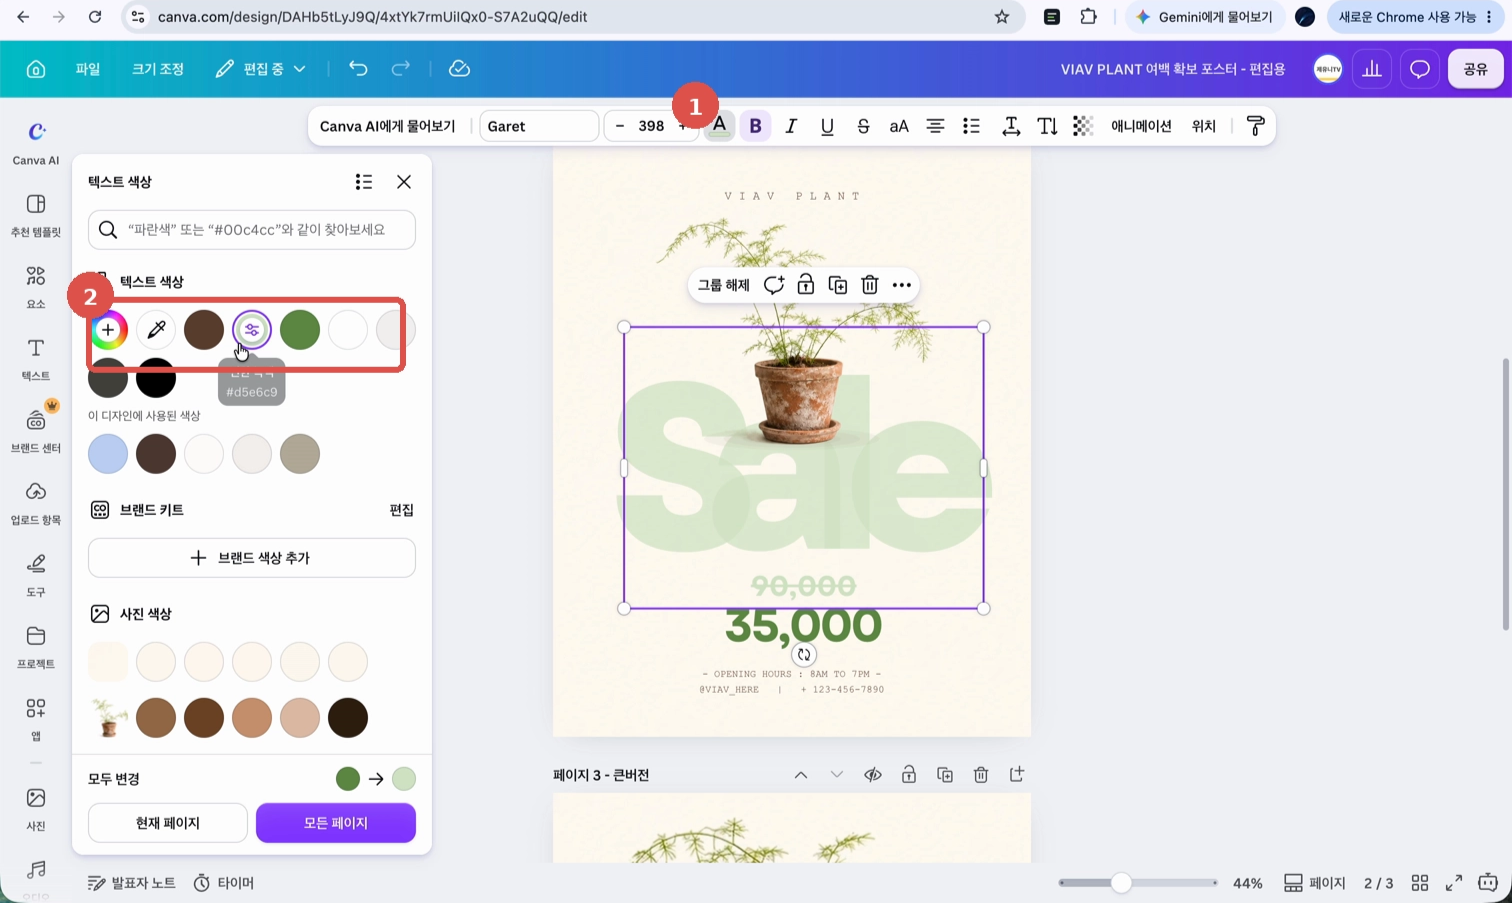 canva.com/design/DAHb5tLyJ9Q/4xtYk7rmUiIQx0-S7A2uQQ/edit
Gemini에게 물어보기
새로운 Chrome 사용 가능
파일
크기 조정
편집 중
VIAV PLANT 여백 확보 포스터 - 편집용
공유
1
Canva AI에게 물어보기
Garet
– 398 +
A
B
I
U
S
aA
애니메이션
위치
Canva AI
추천 템플릿
요소
텍스트
브랜드 센터
업로드 항목
도구
프로젝트
앱
사진
텍스트 색상
“파란색” 또는 “#00c4cc”와 같이 찾아보세요
텍스트 색상
2
#d5e6c9
이 디자인에 사용된 색상
브랜드 키트
편집
브랜드 색상 추가
사진 색상
모두 변경
현재 페이지
모든 페이지
VIAV PLANT
그룹 해제
Sale
90,000
35,000
- OPENING HOURS : 8AM TO 7PM -
@VIAV_HERE | + 123-456-7890
페이지 3 - 큰버전
발표자 노트
타이머
44%
페이지
2 / 3